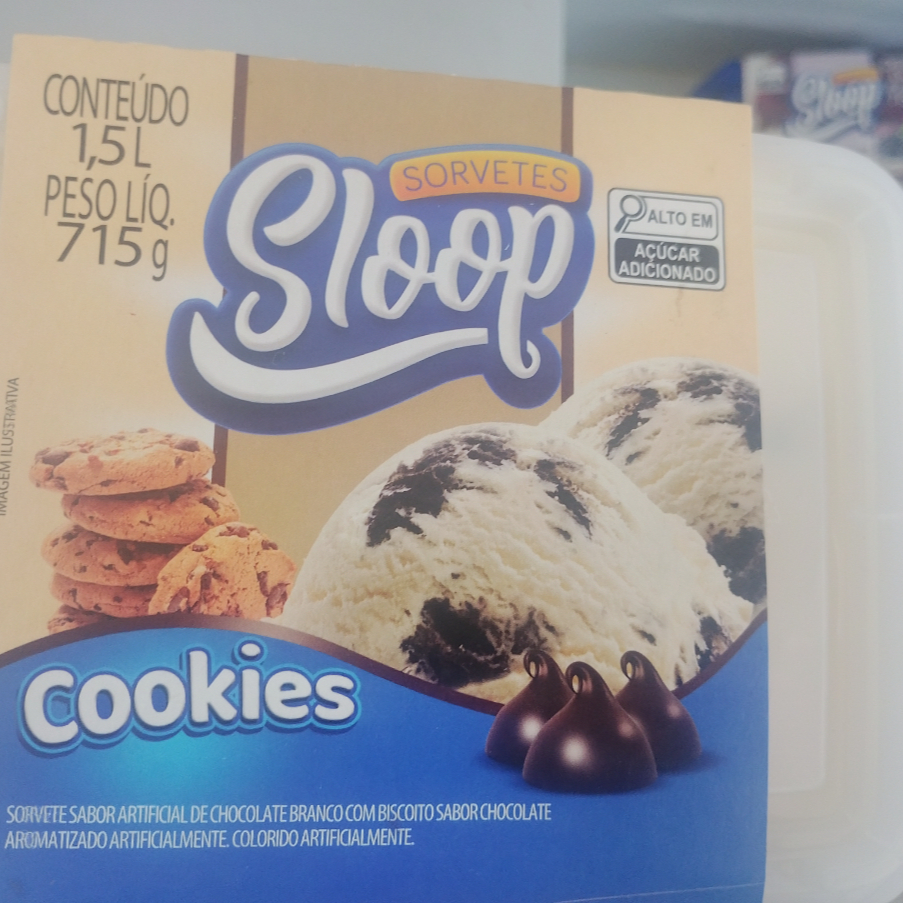 CONTEÚDO
1,5 L
PESO LÍQ.
715 g
SORVETES
Sloop
ALTO EM
AÇÚCAR
ADICIONADO
Sloop
IMAGEM ILUSTRATIVA
Cookies
SORVETE SABOR ARTIFICIAL DE CHOCOLATE BRANCO COM BISCOITO SABOR CHOCOLATE
AROMATIZADO ARTIFICIALMENTE. COLORIDO ARTIFICIALMENTE.